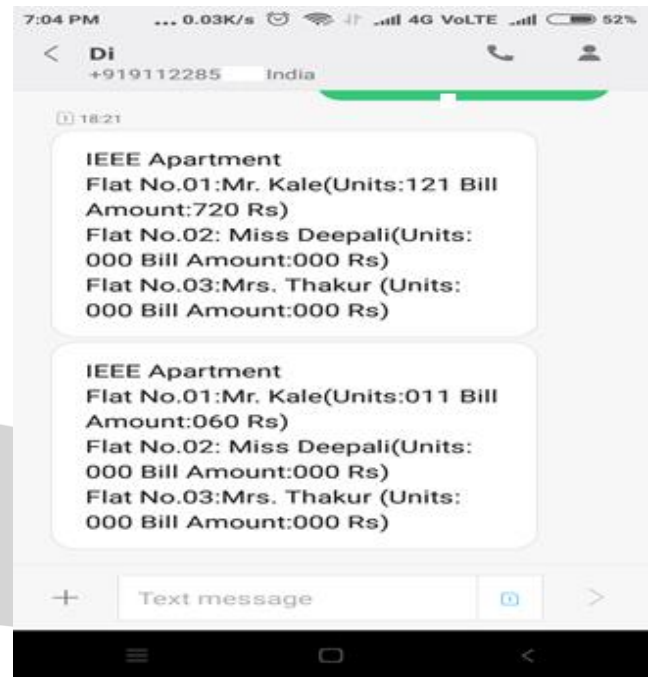 7:04 PM ... 0.03K/s 4G VoLTE 52%
Di
+919112285 India
18:21
IEEE Apartment
Flat No.01:Mr. Kale(Units:121 Bill
Amount:720 Rs)
Flat No.02: Miss Deepali(Units:
000 Bill Amount:000 Rs)
Flat No.03:Mrs. Thakur (Units:
000 Bill Amount:000 Rs)
IEEE Apartment
Flat No.01:Mr. Kale(Units:011 Bill
Amount:060 Rs)
Flat No.02: Miss Deepali(Units:
000 Bill Amount:000 Rs)
Flat No.03:Mrs. Thakur (Units:
000 Bill Amount:000 Rs)
Text message